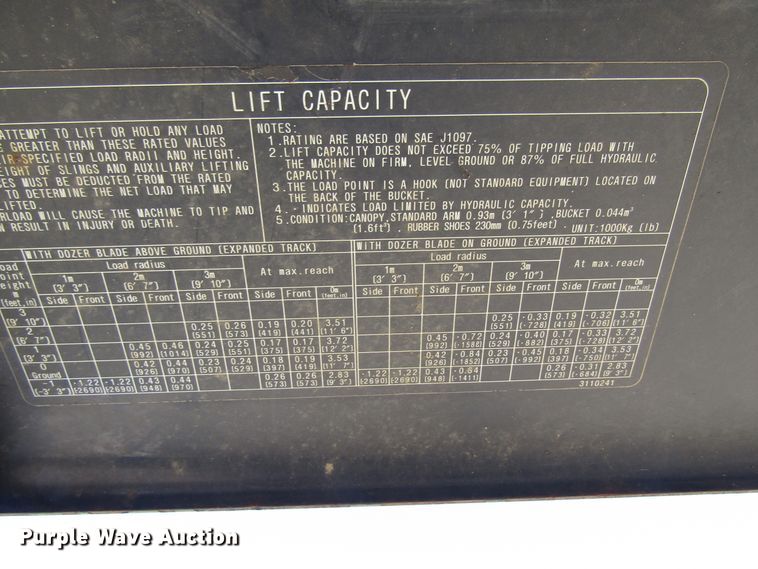 LIFT CAPACITY
ATTEMPT TO LIFT OR HOLD ANY LOAD
GREATER THAN THESE RATED VALUES
SPECIFIED LOAD RADII AND HEIGHT.
OF SLINGS AND AUXILIARY LIFTING
MUST BE DEDUCTED FROM THE RATED
TO DETERMINE THE NET LOAD THAT MAY
WILL CAUSE THE MACHINE TO TIP AND
RESULT IN INJURY OR DEATH.
NOTES:
1.RATING ARE BASED ON SAE J1097.
2.LIFT CAPACITY DOES NOT EXCEED 75% OF TIPPING LOAD WITH
THE MACHINE ON FIRM, LEVEL GROUND OR 87% OF FULL HYDRAULIC
CAPACITY.
3.THE LOAD POINT IS A HOOK (NOT STANDARD EQUIPMENT) LOCATED ON
THE BACK OF THE BUCKET.
4.- INDICATES LOAD LIMITED BY HYDRAULIC CAPACITY.
5.CONDITION:CANOPY,STANDARD ARM 0.93m (3' 1"), BUCKET 0.044m³
(1.6ft³), RUBBER SHOES 230mm (0.75feet) · UNIT:1000Kg (lb)
WITH DOZER BLADE ABOVE GROUND (EXPANDED TRACK) WITH DOZER BLADE ON GROUND (EXPANDED TRACK)
Load radius At max.reach Load radius At max.reach
1m 2m 3m 1m 2m 3m
(3' 3") (6' 7") (9' 10") (3' 3") (6' 7") (9' 10")
Side Front Side Front Side Front Side Front Side Front Side Front Side Front Side Front
3 0.25 -0.33 0.19 -0.32 3.51
(9' 10") (551) (-728) (419) (-706) (11' 6")
2 0.25 0.26 0.19 0.20 3.51 0.45 -0.72 0.24 -0.40 0.17 -0.33 3.72
(6' 7") (551) (573) (419) (441) (11' 6") (992) (-1588) (529) (-882) (375) (-728) (12' 2")
1 0.45 0.46 0.24 0.25 0.17 0.17 3.72 0.42 -0.84 0.23 -0.45 0.18 -0.34 3.53
(3' 3") (992) (1014) (529) (551) (375) (375) (12' 2") (926) (-1852) (507) (-992) (397) (-750) (11' 7")
0 0.42 0.44 0.23 0.24 0.18 0.19 3.53
Ground (926) (970) (507) (529) (397) (419) (11' 7")
-1 -1.22 -1.22 0.43 0.44 0.26 0.26 2.83 -1.22 -1.22 0.43 -0.64 0.26 -0.31 2.83
(-3' 3") (-2690) (-2690) (948) (970) (573) (573) (9' 3") (-2690) (-2690) (948) (-1411) (573) (-684) (9' 3")
3110241
Purple Wave Auction